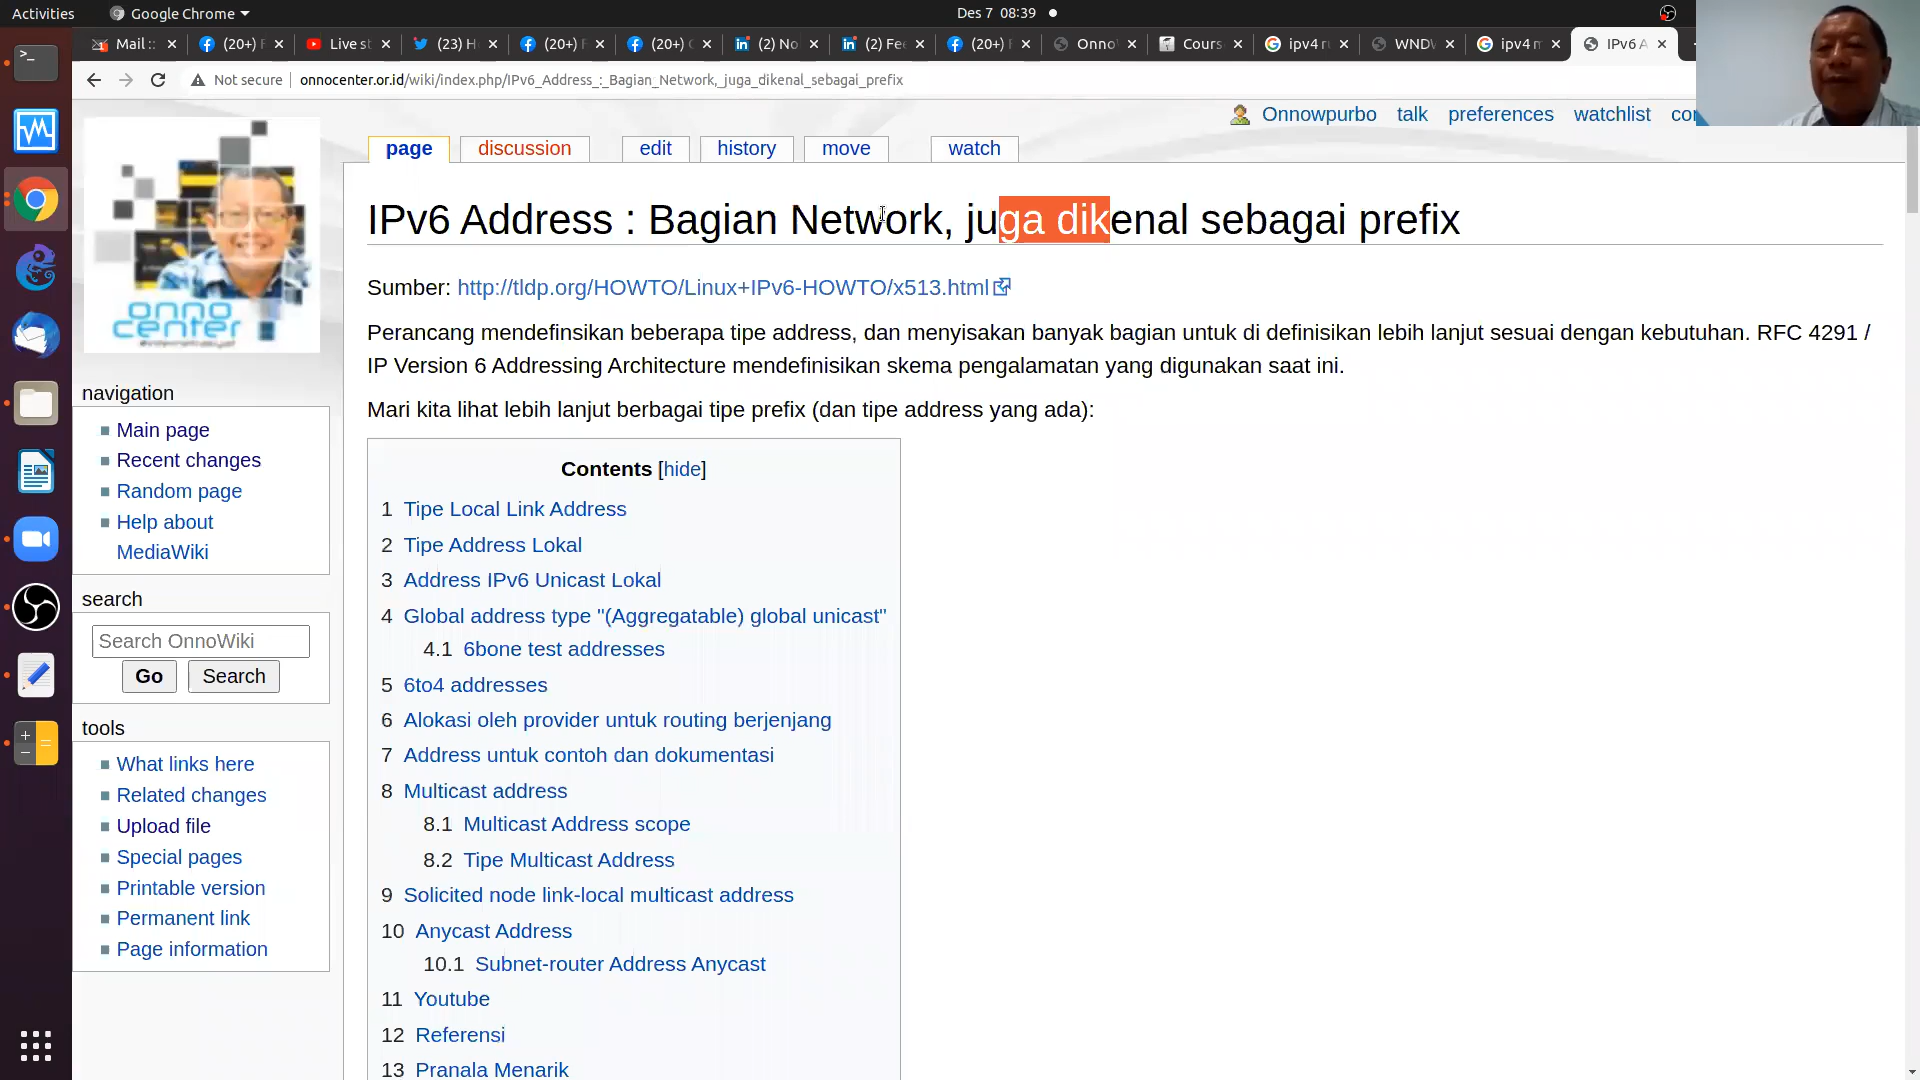 Activities
Google Chrome
Des 7 08:39
Mail ::
(20+) F
Live st
(23) H
(20+) F
(20+) C
(2) No
(2) Fee
(20+) F
Onno
Cours
ipv4 r
WNDW
ipv4 m
IPv6 A
Not secure
onnocenter.or.id/wiki/index.php/IPv6_Address_:_Bagian_Network,_juga_dikenal_sebagai_prefix
Onnowpurbo talk preferences watchlist con
page discussion edit history move watch
onno
center
IPv6 Address : Bagian Network, juga dikenal sebagai prefix
Sumber: http://tldp.org/HOWTO/Linux+IPv6-HOWTO/x513.html
Perancang mendefinsikan beberapa tipe address, dan menyisakan banyak bagian untuk di definisikan lebih lanjut sesuai dengan kebutuhan. RFC 4291 /
IP Version 6 Addressing Architecture mendefinisikan skema pengalamatan yang digunakan saat ini.
Mari kita lihat lebih lanjut berbagai tipe prefix (dan tipe address yang ada):
Contents [hide]
1 Tipe Local Link Address
2 Tipe Address Lokal
3 Address IPv6 Unicast Lokal
4 Global address type "(Aggregatable) global unicast"
4.1 6bone test addresses
5 6to4 addresses
6 Alokasi oleh provider untuk routing berjenjang
7 Address untuk contoh dan dokumentasi
8 Multicast address
8.1 Multicast Address scope
8.2 Tipe Multicast Address
9 Solicited node link-local multicast address
10 Anycast Address
10.1 Subnet-router Address Anycast
11 Youtube
12 Referensi
13 Pranala Menarik
navigation
Main page
Recent changes
Random page
Help about
MediaWiki
search
Search OnnoWiki
Go Search
tools
What links here
Related changes
Upload file
Special pages
Printable version
Permanent link
Page information